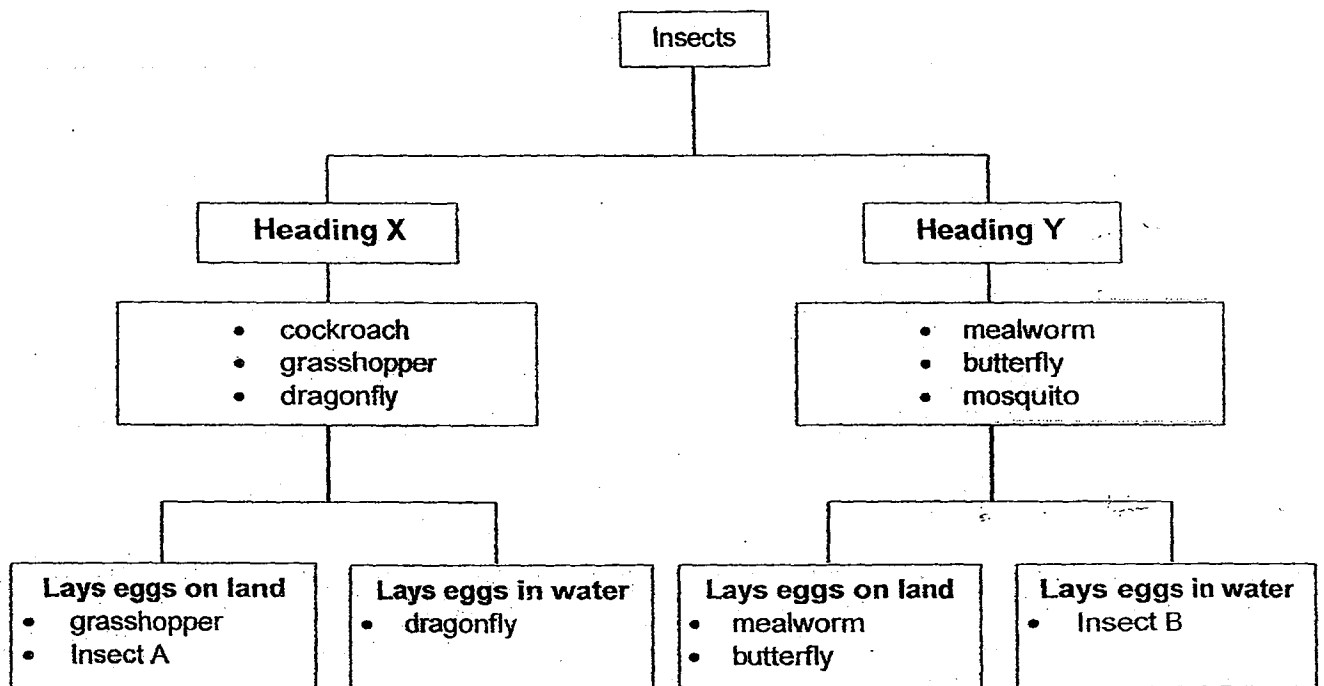 Insects
Heading X
Heading Y
• cockroach
• grasshopper
• dragonfly
• mealworm
• butterfly
• mosquito
Lays eggs on land
• grasshopper
• Insect A
Lays eggs in water
• dragonfly
Lays eggs on land
• mealworm
• butterfly
Lays eggs in water
• Insect B